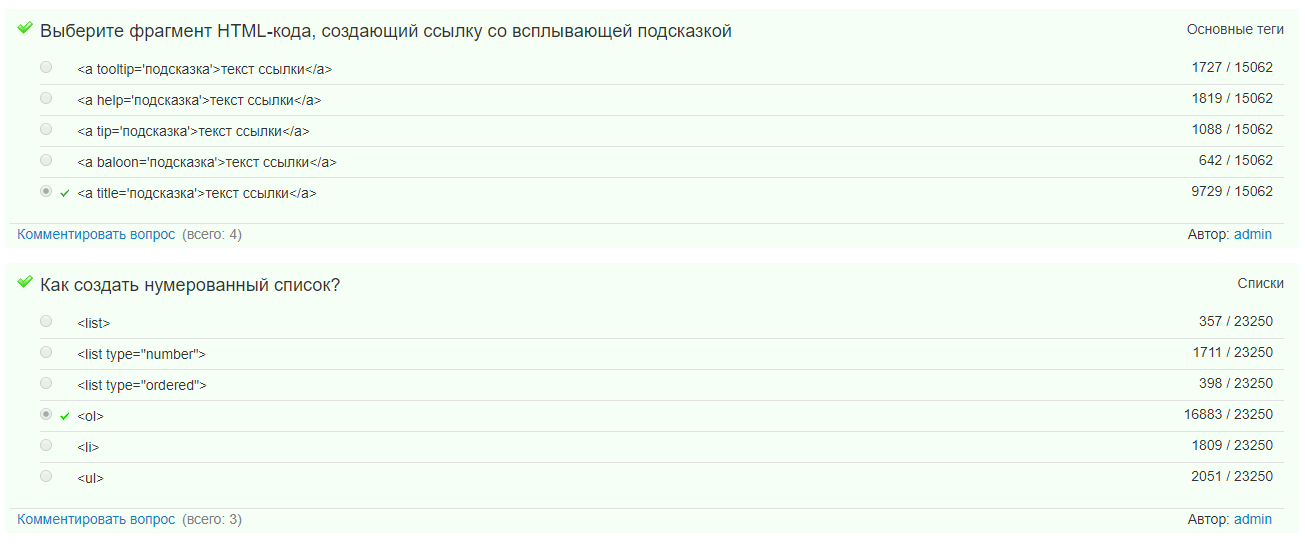 Выберите фрагмент HTML-кода, создающий ссылку со всплывающей подсказкой Основные теги
<a tooltip='подсказка'>текст ссылки</a> 1727 / 15062
<a help='подсказка'>текст ссылки</a> 1819 / 15062
<a tip='подсказка'>текст ссылки</a> 1088 / 15062
<a baloon='подсказка'>текст ссылки</a> 642 / 15062
<a title='подсказка'>текст ссылки</a> 9729 / 15062
Комментировать вопрос (всего: 4) Автор: admin
Как создать нумерованный список? Списки
<list> 357 / 23250
<list type="number"> 1711 / 23250
<list type="ordered"> 398 / 23250
<ol> 16883 / 23250
<li> 1809 / 23250
<ul> 2051 / 23250
Комментировать вопрос (всего: 3) Автор: admin